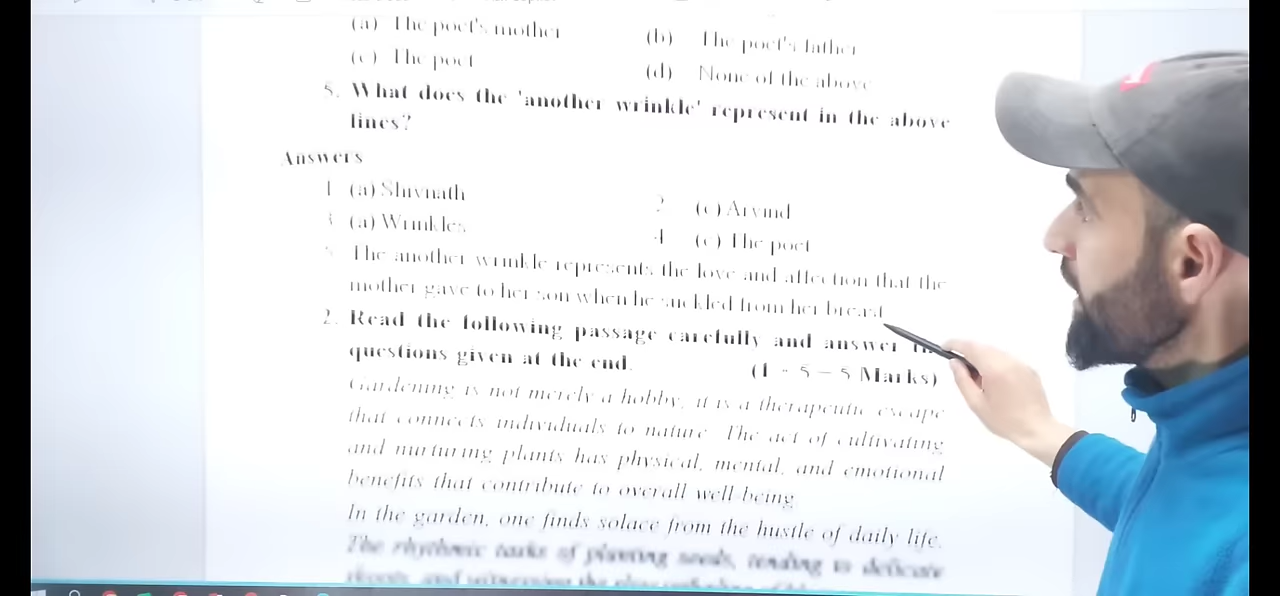 (a) The poet's mother (b) The poet's father
(c) The poet (d) None of the above
5. What does the 'another wrinkle' represent in the above
lines?
Answers
1 (a) Shivnath 2 (c) Arvind
3 (a) Wrinkles 4 (c) The poet
5 The another wrinkle represents the love and affection that the
mother gave to her son when he suckled from her breast
2. Read the following passage carefully and answer
questions given at the end.
(1 × 5 = 5 Marks)
Gardening is not merely a hobby, it is a therapeutic escape
that connects individuals to nature. The act of cultivating
and nurturing plants has physical, mental, and emotional
benefits that contribute to overall well-being
In the garden, one finds solace from the hustle of daily life.
The rhythmic tasks of planting seeds, tending to delicate